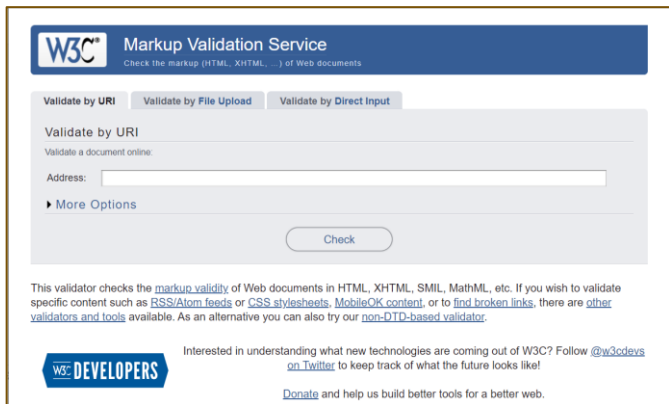 W3C® Markup Validation Service
Check the markup (HTML, XHTML, ...) of Web documents
Validate by URI Validate by File Upload Validate by Direct Input
Validate by URI
Validate a document online:
Address:
More Options
Check
This validator checks the markup validity of Web documents in HTML, XHTML, SMIL, MathML, etc. If you wish to validate
specific content such as RSS/Atom feeds or CSS stylesheets, MobileOK content, or to find broken links, there are other
validators and tools available. As an alternative you can also try our non-DTD-based validator.
W3C DEVELOPERS
Interested in understanding what new technologies are coming out of W3C? Follow @w3cdevs
on Twitter to keep track of what the future looks like!
Donate and help us build better tools for a better web.